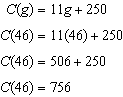 C(g) = 11g + 250
C(46) = 11(46) + 250
C(46) = 506 + 250
C(46) = 756